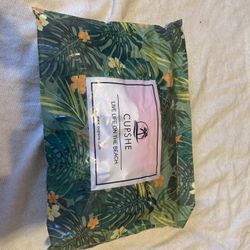 CUPSHE
LIVE LIFE ON THE BEACH